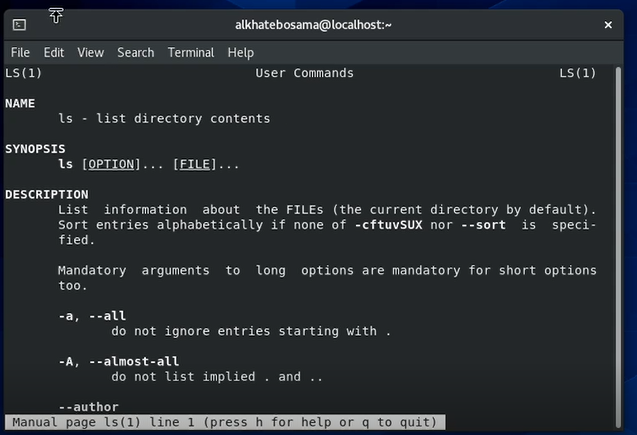 alkhatebosama@localhost:~
File Edit View Search Terminal Help
LS(1) User Commands LS(1)
NAME
ls - list directory contents
SYNOPSIS
ls [OPTION]... [FILE]...
DESCRIPTION
List information about the FILEs (the current directory by default).
Sort entries alphabetically if none of -cftuvSUX nor --sort is speci-
fied.
Mandatory arguments to long options are mandatory for short options
too.
-a, --all
do not ignore entries starting with .
-A, --almost-all
do not list implied . and ..
--author
Manual page ls(1) line 1 (press h for help or q to quit)